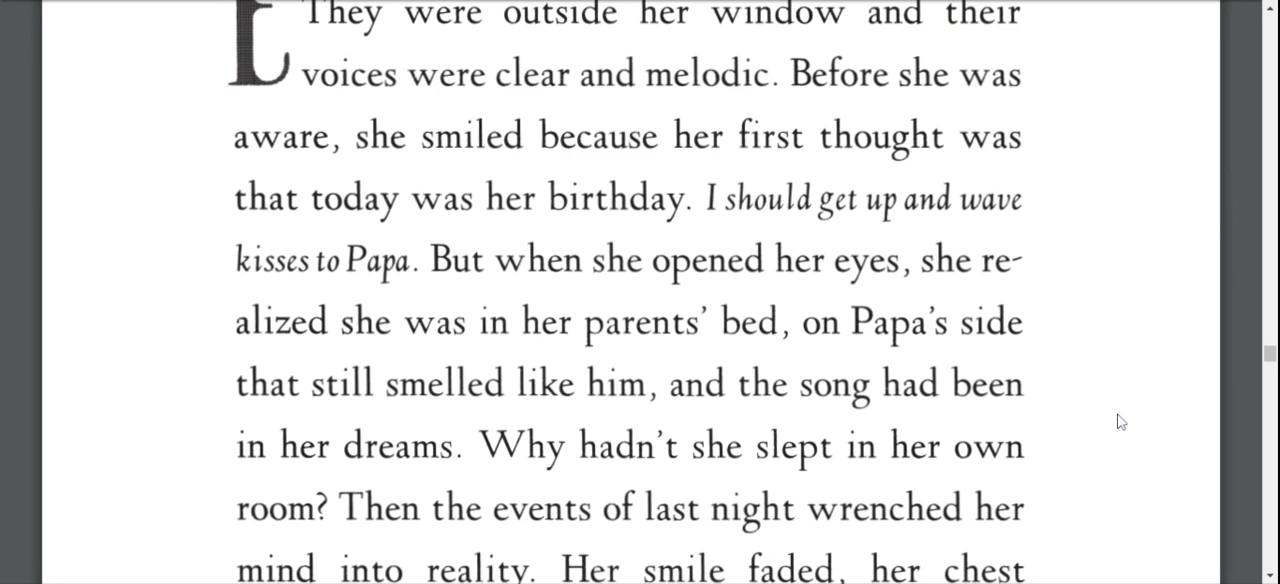 They were outside her window and their
voices were clear and melodic. Before she was
aware, she smiled because her first thought was
that today was her birthday. I should get up and wave
kisses to Papa. But when she opened her eyes, she re-
alized she was in her parents’ bed, on Papa’s side
that still smelled like him, and the song had been
in her dreams. Why hadn’t she slept in her own
room? Then the events of last night wrenched her
mind into reality. Her smile faded, her chest